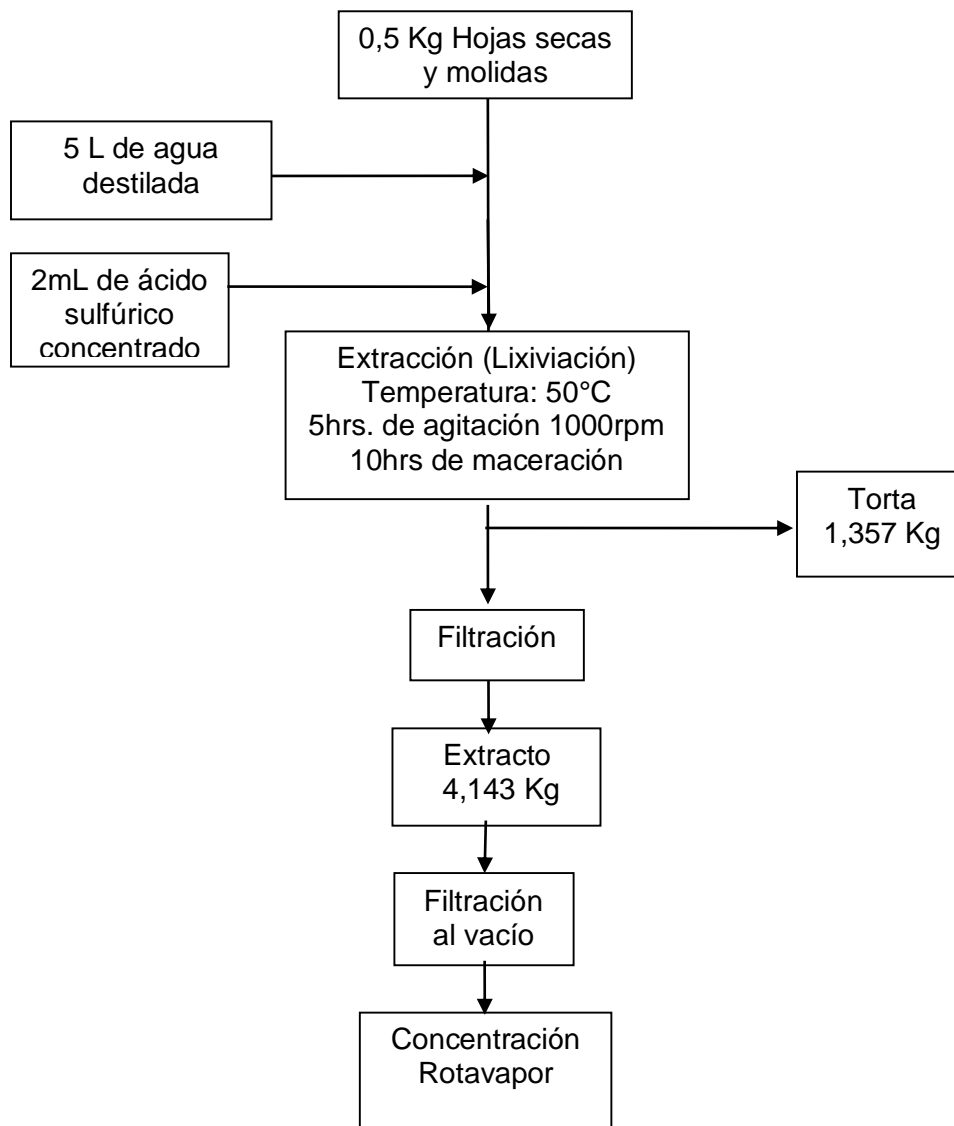 0,5 Kg Hojas secas
y molidas
5 L de agua
destilada
2mL de ácido
sulfúrico
concentrado
Extracción (Lixiviación)
Temperatura: 50°C
5hrs. de agitación 1000rpm
10hrs de maceración
Torta
1,357 Kg
Filtración
Extracto
4,143 Kg
Filtración
al vacío
Concentración
Rotavapor